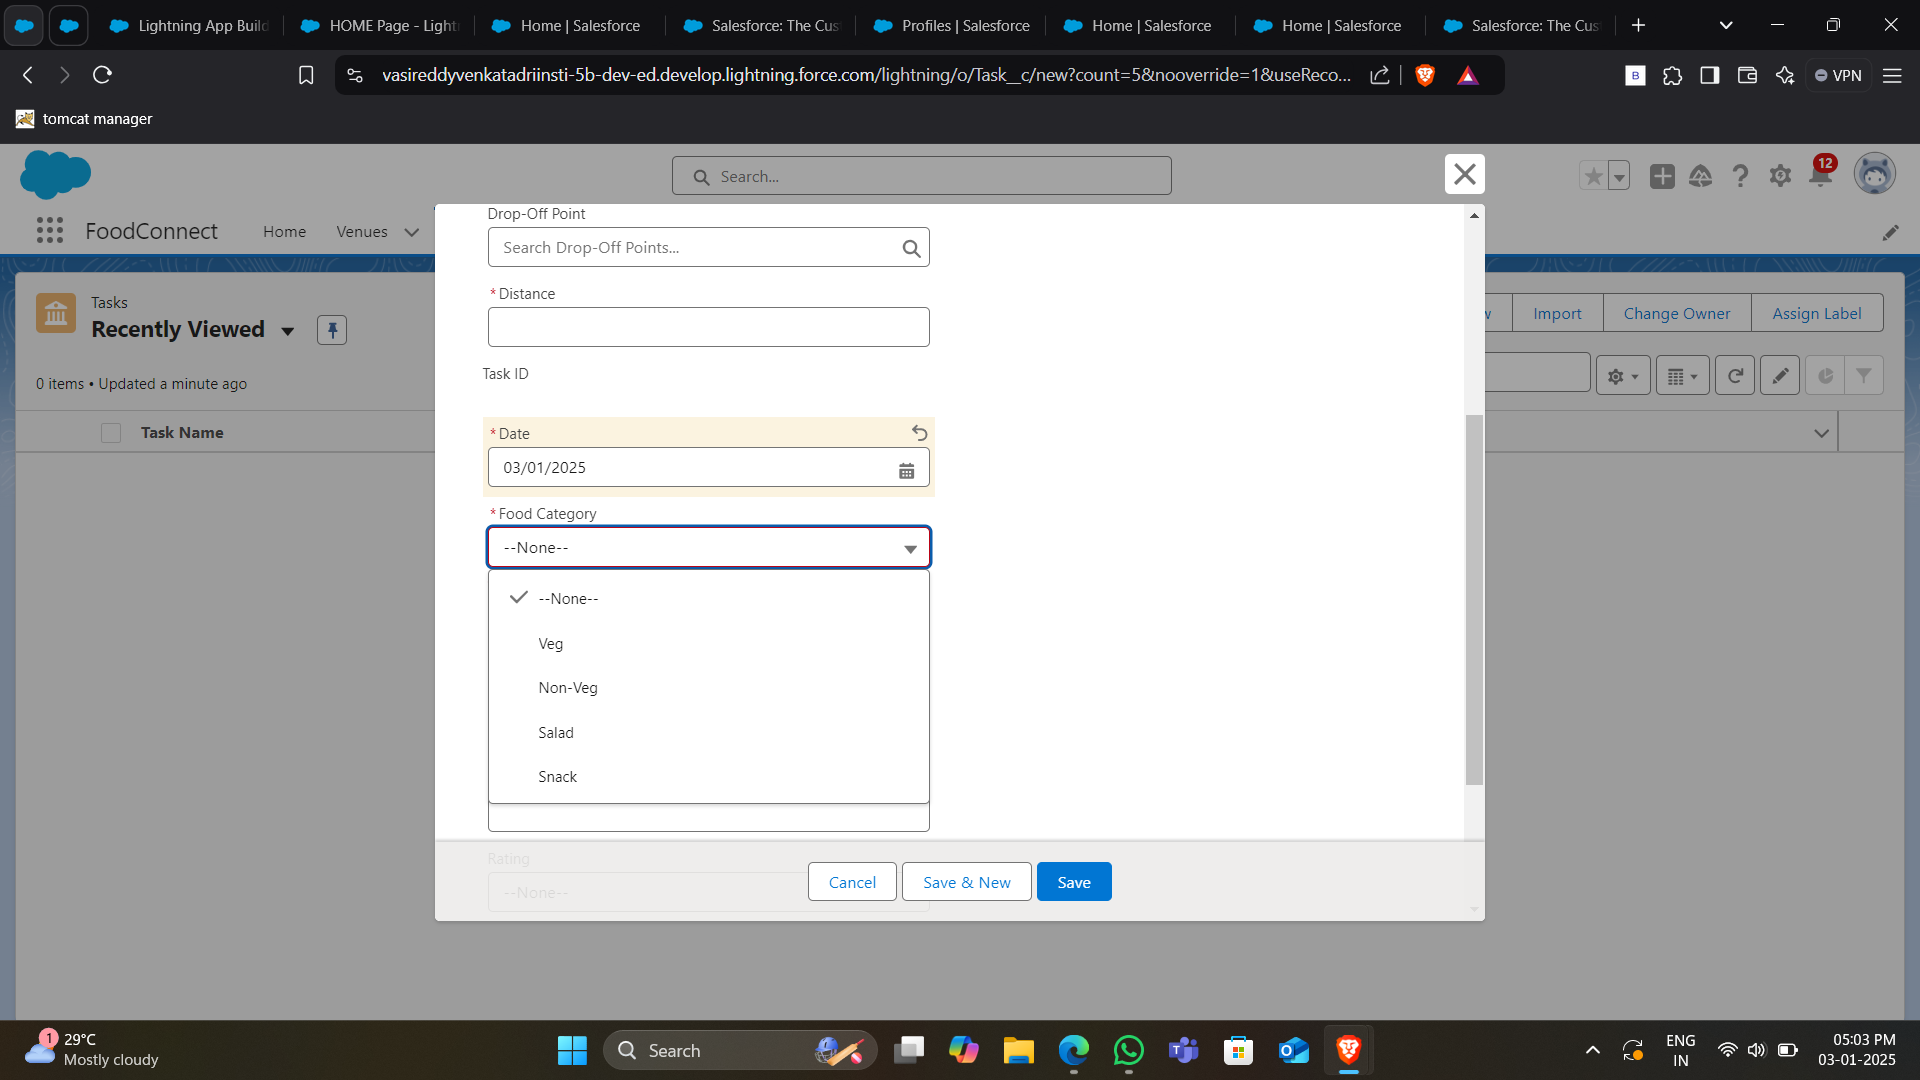 Lightning App Build
HOME Page - Lightn
Home | Salesforce
Salesforce: The Cus
Profiles | Salesforce
Home | Salesforce
Home | Salesforce
Salesforce: The Cus
vasireddyvenkatadriinsti-5b-dev-ed.develop.lightning.force.com/lightning/o/Task__c/new?count=5&nooverride=1&useReco...
B
VPN
tomcat manager
Search...
12
FoodConnect
Home
Venues
Tasks
Recently Viewed
Import
Change Owner
Assign Label
0 items • Updated a minute ago
Task Name
Drop-Off Point
Search Drop-Off Points...
*Distance
Task ID
*Date
03/01/2025
*Food Category
--None--
--None--
Veg
Non-Veg
Salad
Snack
Rating
--None--
Cancel
Save & New
Save
1
29°C
Mostly cloudy
Search
ENG
IN
05:03 PM
03-01-2025